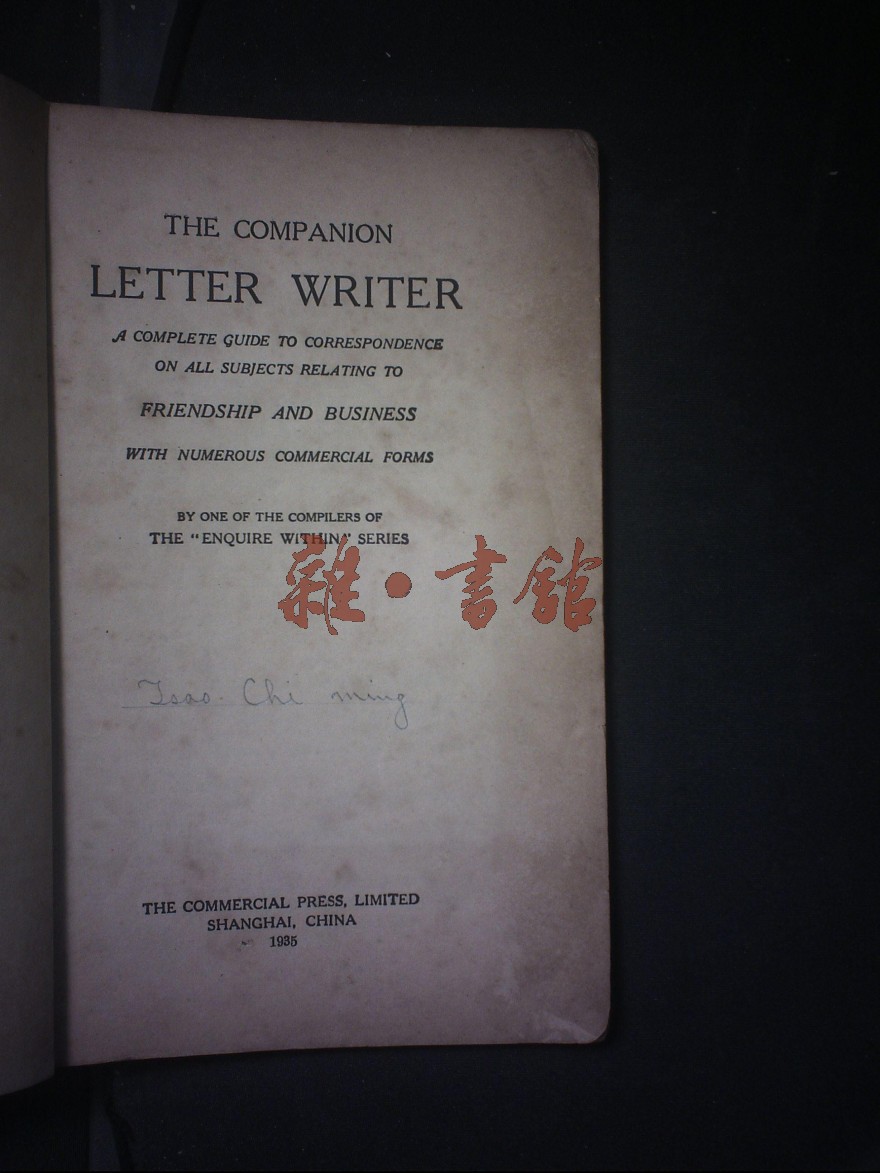 THE COMPANION
LETTER WRITER
A COMPLETE GUIDE TO CORRESPONDENCE
ON ALL SUBJECTS RELATING TO
FRIENDSHIP AND BUSINESS
WITH NUMEROUS COMMERCIAL FORMS
BY ONE OF THE COMPILERS OF
THE "ENQUIRE WITHIN" SERIES
雜·書館
Tsao Chi ming
THE COMMERCIAL PRESS, LIMITED
SHANGHAI, CHINA
1935